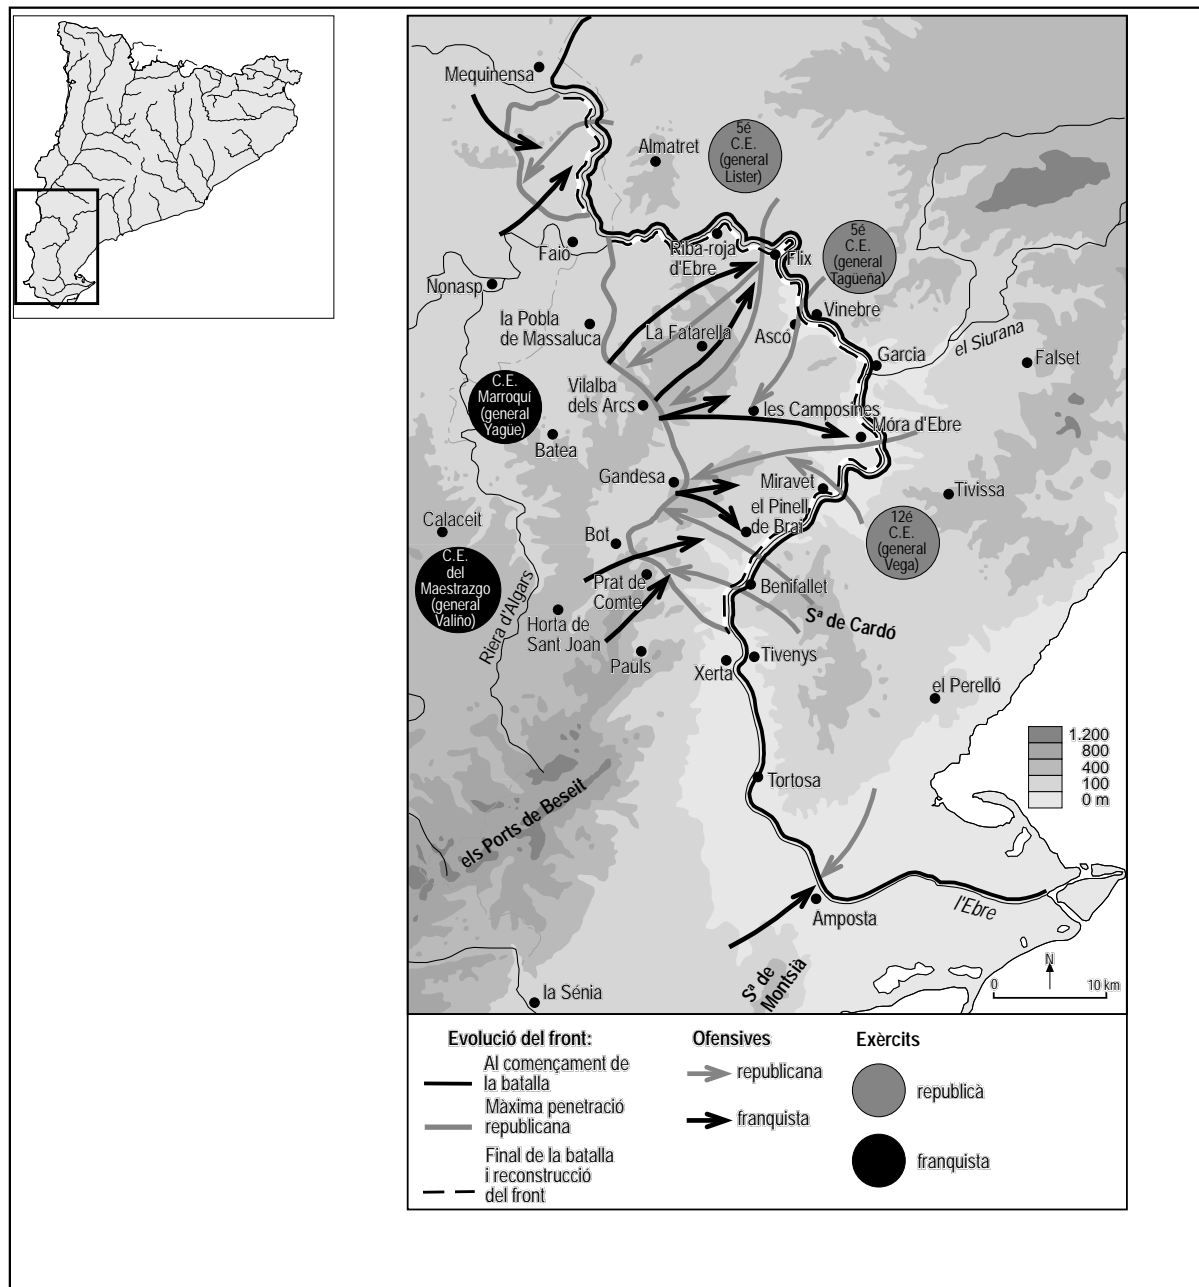 Mequinensa
Almatret
5é
C.E.
(general
Lister)
Faió
Riba-roja
d'Ebre
Flix
5é
C.E.
(general
Tagüeña)
Nonasp
Vinebre
la Pobla
de Massaluca
La Fatarella
Ascó
Garcia
el Siurana
Falset
C.E.
Marroquí
(general
Yagüe)
Vilalba
dels Arcs
les Camposines
Móra d'Ebre
Batea
Gandesa
Miravet
Tivissa
el Pinell
de Brai
Calaceit
Bot
12é
C.E.
(general
Vega)
C.E.
del
Maestrazgo
(general
Valiño)
Riera d'Algars
Prat de
Comte
Benifallet
Horta de
Sant Joan
Sª de Cardó
Pauls
Xerta
Tivenys
el Perelló
1.200
800
400
100
0 m
Tortosa
els Ports de Beseit
Amposta
l'Ebre
Sª de
Montsià
la Sénia
N
0
10 km
Evolució del front:
Al començament de
la batalla
Màxima penetració
republicana
Final de la batalla
i reconstrucció
del front
Ofensives
republicana
franquista
Exèrcits
republicà
franquista